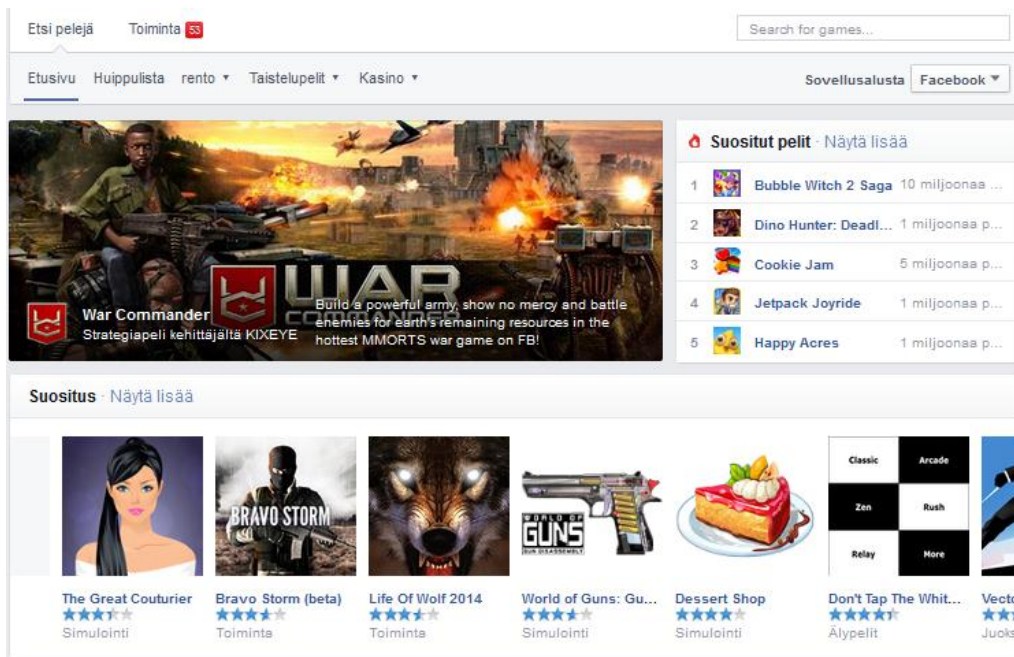 Etsi pelejä Toiminta 53 Search for games...
Etusivu Huippulista rento Taistelupelit Kasino Sovellusalusta Facebook
WAR
COMMANDER
War Commander
Strategiapeli kehittäjältä KIXEYE
Build a powerful army, show no mercy and battle
enemies for earth's remaining resources in the
hottest MMORTS war game on FB!
Suositut pelit · Näytä lisää
1 Bubble Witch 2 Saga 10 miljoonaa ...
2 Dino Hunter: Deadl... 1 miljoonaa p...
3 Cookie Jam 5 miljoonaa p...
4 Jetpack Joyride 1 miljoonaa p...
5 Happy Acres 1 miljoonaa p...
Suositus · Näytä lisää
BRAVO STORM
WORLD OF
GUNS
GUN DISASSEMBLY
Classic Arcade
Zen Rush
Relay More
The Great Couturier Bravo Storm (beta) Life Of Wolf 2014 World of Guns: Gu... Dessert Shop Don't Tap The Whit... Vecto
Simulointi Toiminta Toiminta Simulointi Simulointi Älypelit Juoks